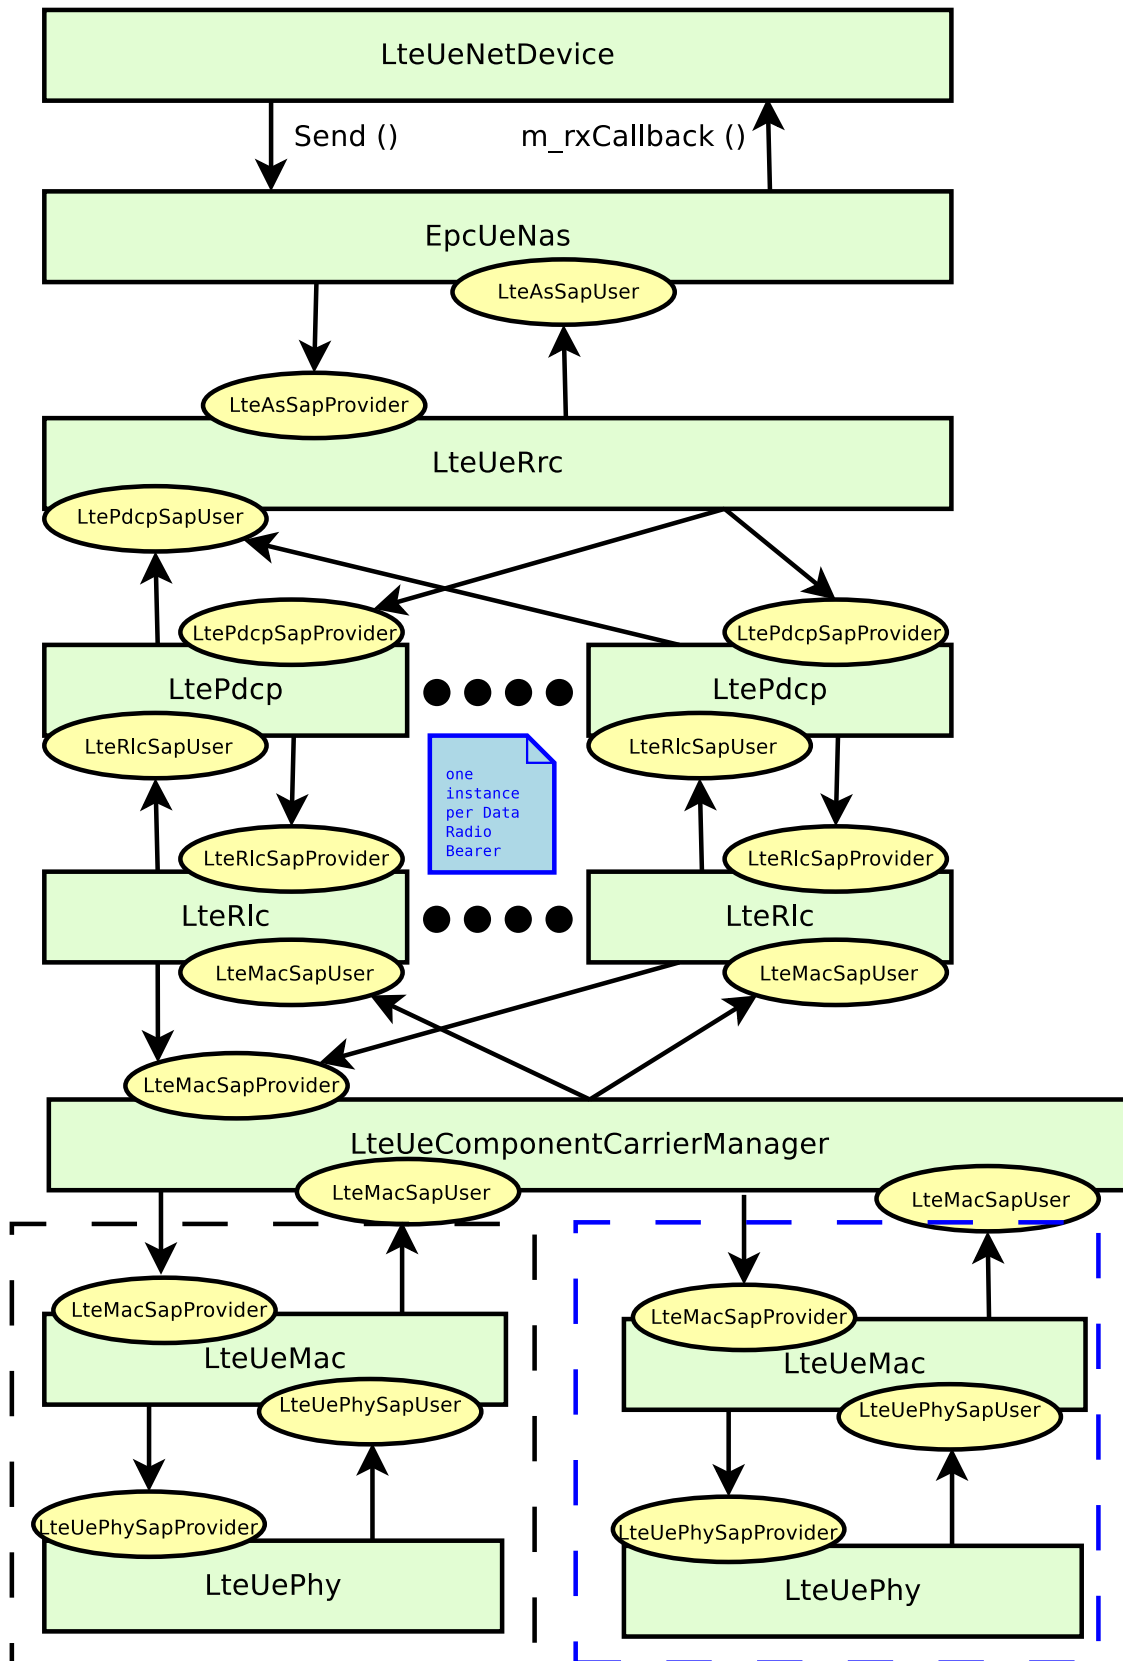 LteUeNetDevice
Send ()
m_rxCallback ()
EpcUeNas
LteAsSapUser
LteAsSapProvider
LteUeRrc
LtePdcpSapUser
LtePdcpSapProvider
LtePdcpSapProvider
LtePdcp
LtePdcp
LteRlcSapUser
LteRlcSapUser
one
instance
per Data
Radio
Bearer
LteRlcSapProvider
LteRlcSapProvider
LteRlc
LteRlc
LteMacSapUser
LteMacSapUser
LteMacSapProvider
LteUeComponentCarrierManager
LteMacSapUser
LteMacSapUser
LteMacSapProvider
LteMacSapProvider
LteUeMac
LteUeMac
LteUePhySapUser
LteUePhySapUser
LteUePhySapProvider
LteUePhySapProvider
LteUePhy
LteUePhy